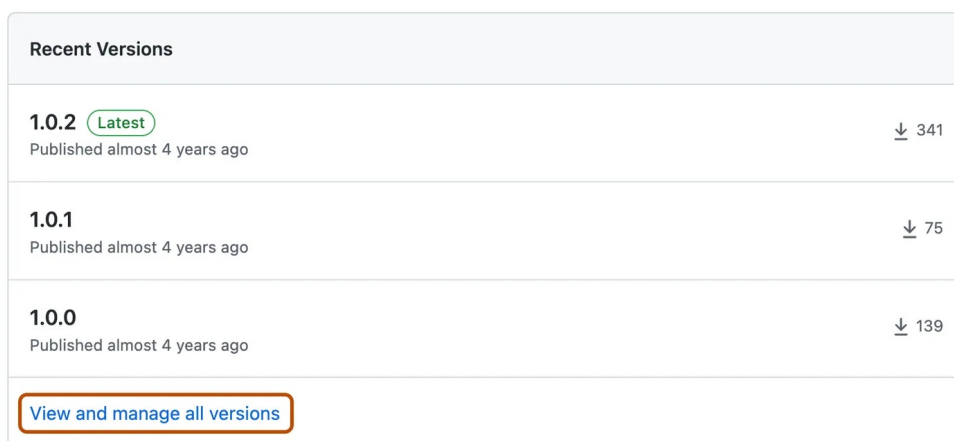 Recent Versions
1.0.2 Latest
Published almost 4 years ago
341
1.0.1
Published almost 4 years ago
75
1.0.0
Published almost 4 years ago
139
View and manage all versions